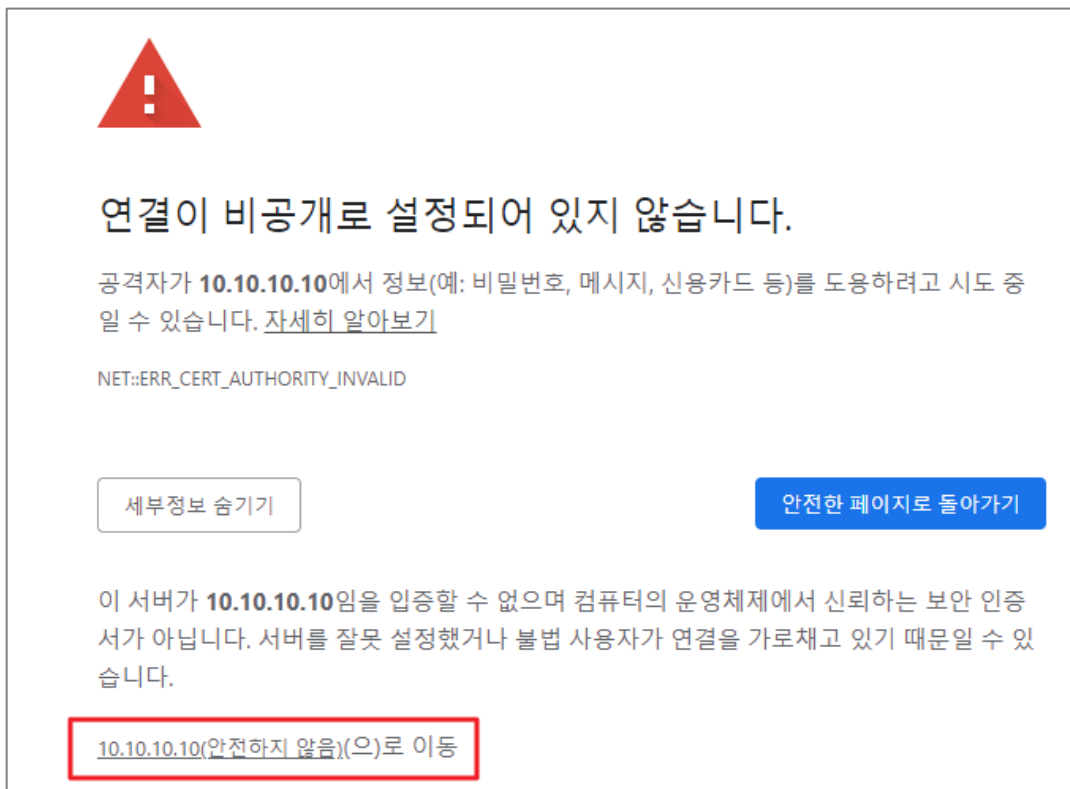 연결이 비공개로 설정되어 있지 않습니다.
공격자가 10.10.10.10에서 정보(예: 비밀번호, 메시지, 신용카드 등)를 도용하려고 시도 중
일 수 있습니다. 자세히 알아보기
NET::ERR_CERT_AUTHORITY_INVALID
세부정보 숨기기
안전한 페이지로 돌아가기
이 서버가 10.10.10.10임을 입증할 수 없으며 컴퓨터의 운영체제에서 신뢰하는 보안 인증
서가 아닙니다. 서버를 잘못 설정했거나 불법 사용자가 연결을 가로채고 있기 때문일 수 있
습니다.
10.10.10.10(안전하지 않음)(으)로 이동